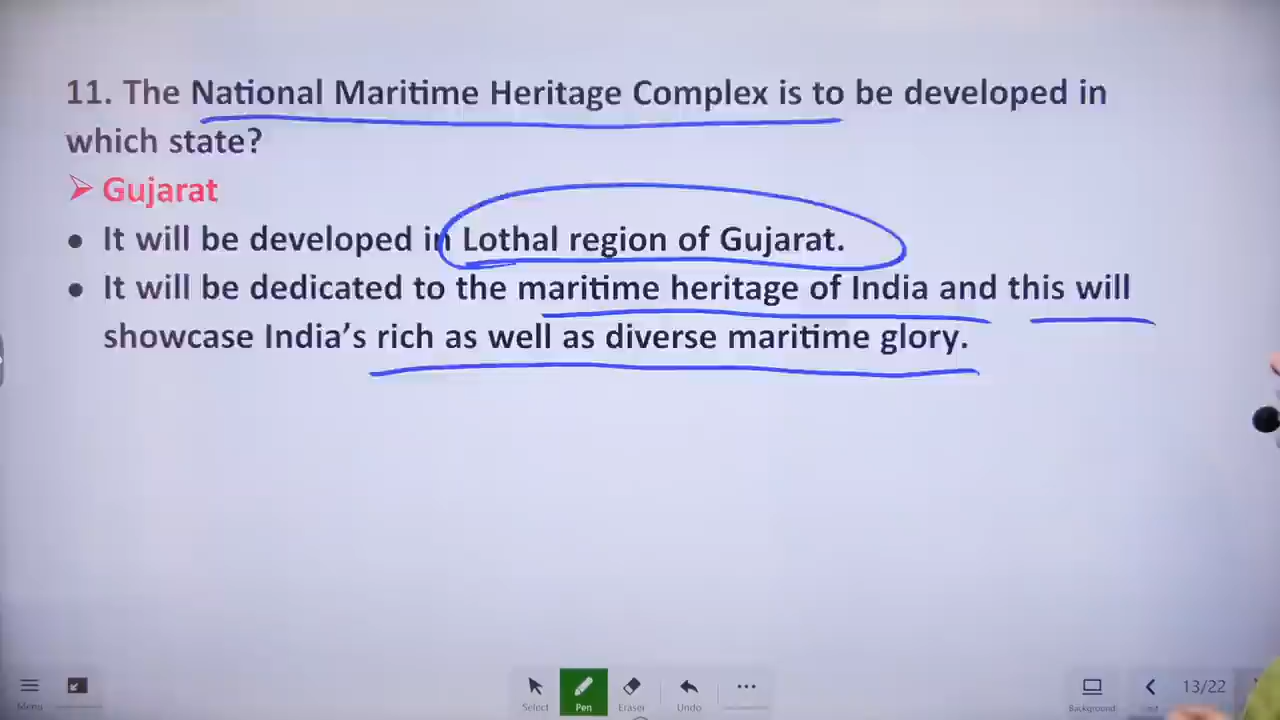 11. The National Maritime Heritage Complex is to be developed in
which state?
➢ Gujarat
● It will be developed in Lothal region of Gujarat.
● It will be dedicated to the maritime heritage of India and this will
showcase India's rich as well as diverse maritime glory.
Menu
Select
Pen
Eraser
Undo
Background
13/22